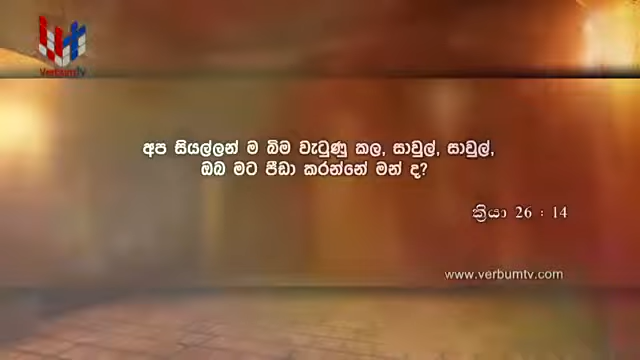 VerbumTv
අප සියල්ලන් ම බිම වැටුණු කල, සාවුල්, සාවුල්,
ඔබ මට පීඩා කරන්නේ මන් ද?
ක්‍රියා 26 : 14
www.verbumtv.com